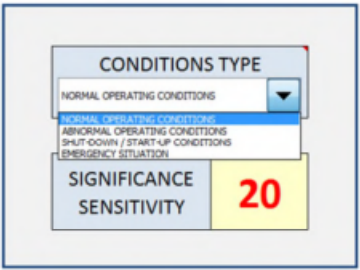 CONDITIONS TYPE
NORMAL OPERATING CONDITIONS
NORMAL OPERATING CONDITIONS
ABNORMAL OPERATING CONDITIONS
SHUT-DOWN / START-UP CONDITIONS
EMERGENCY SITUATION
SIGNIFICANCE
SENSITIVITY
20